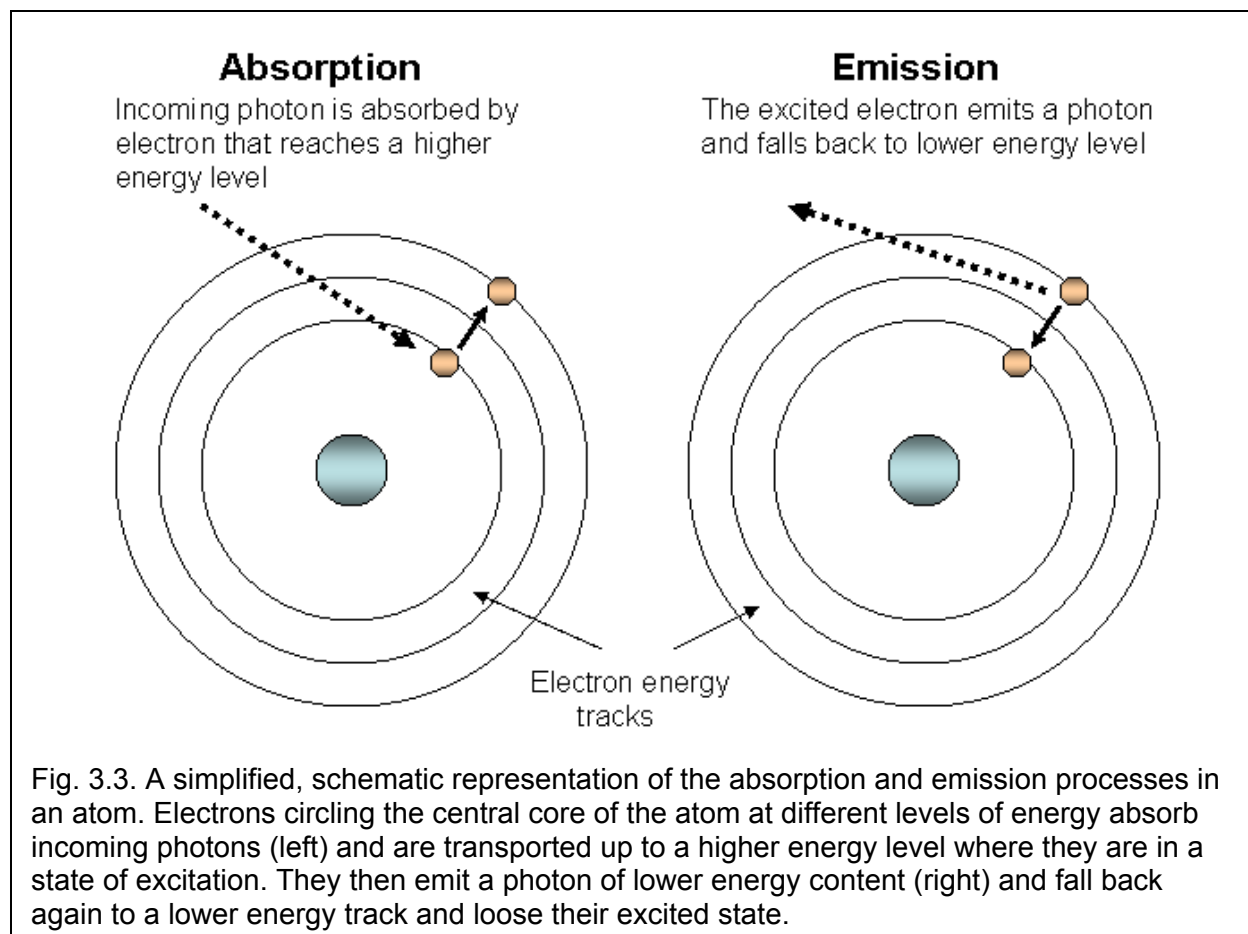 Absorption
Incoming photon is absorbed by
electron that reaches a higher
energy level
Emission
The excited electron emits a photon
and falls back to lower energy level
Electron energy
tracks
Fig. 3.3. A simplified, schematic representation of the absorption and emission processes in
an atom. Electrons circling the central core of the atom at different levels of energy absorb
incoming photons (left) and are transported up to a higher energy level where they are in a
state of excitation. They then emit a photon of lower energy content (right) and fall back
again to a lower energy track and loose their excited state.